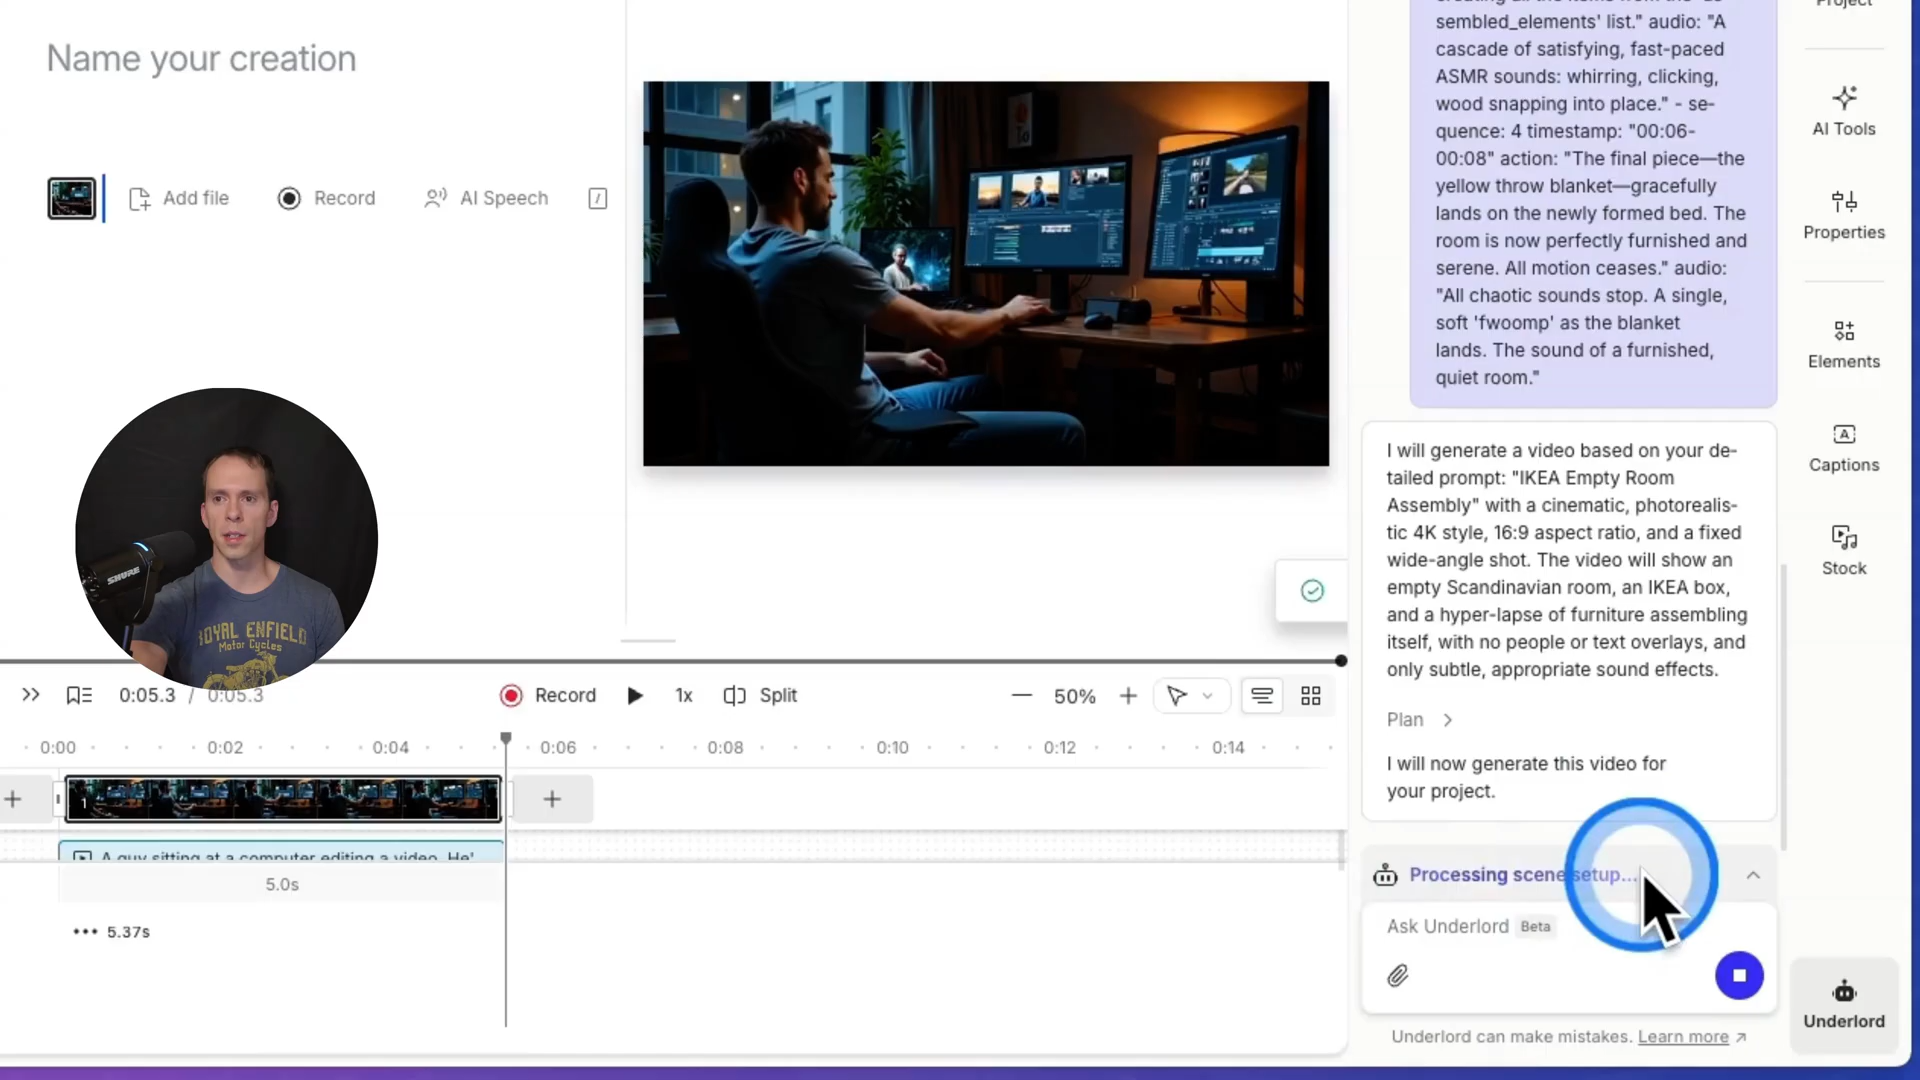 Name your creation
Add file
Record
AI Speech
To
SHURE
ROYAL ENFIELD
Motor Cycles
0:05.3 / 0:05.3
Record
1x
Split
50%
0:00
0:02
0:04
0:06
0:08
0:10
0:12
0:14
1
A guy sitting at a computer editing a video. He'
5.0s
5.37s
sembled_elements' list." audio: "A
cascade of satisfying, fast-paced
ASMR sounds: whirring, clicking,
wood snapping into place." - se-
quence: 4 timestamp: "00:06-
00:08" action: "The final piece—the
yellow throw blanket—gracefully
lands on the newly formed bed. The
room is now perfectly furnished and
serene. All motion ceases." audio:
"All chaotic sounds stop. A single,
soft 'fwoomp' as the blanket
lands. The sound of a furnished,
quiet room."
I will generate a video based on your de-
tailed prompt: "IKEA Empty Room
Assembly" with a cinematic, photorealis-
tic 4K style, 16:9 aspect ratio, and a fixed
wide-angle shot. The video will show an
empty Scandinavian room, an IKEA box,
and a hyper-lapse of furniture assembling
itself, with no people or text overlays, and
only subtle, appropriate sound effects.
Plan
I will now generate this video for
your project.
Processing scene setup...
Ask Underlord Beta
Underlord can make mistakes. Learn more
Project
AI Tools
Properties
Elements
Captions
Stock
Underlord